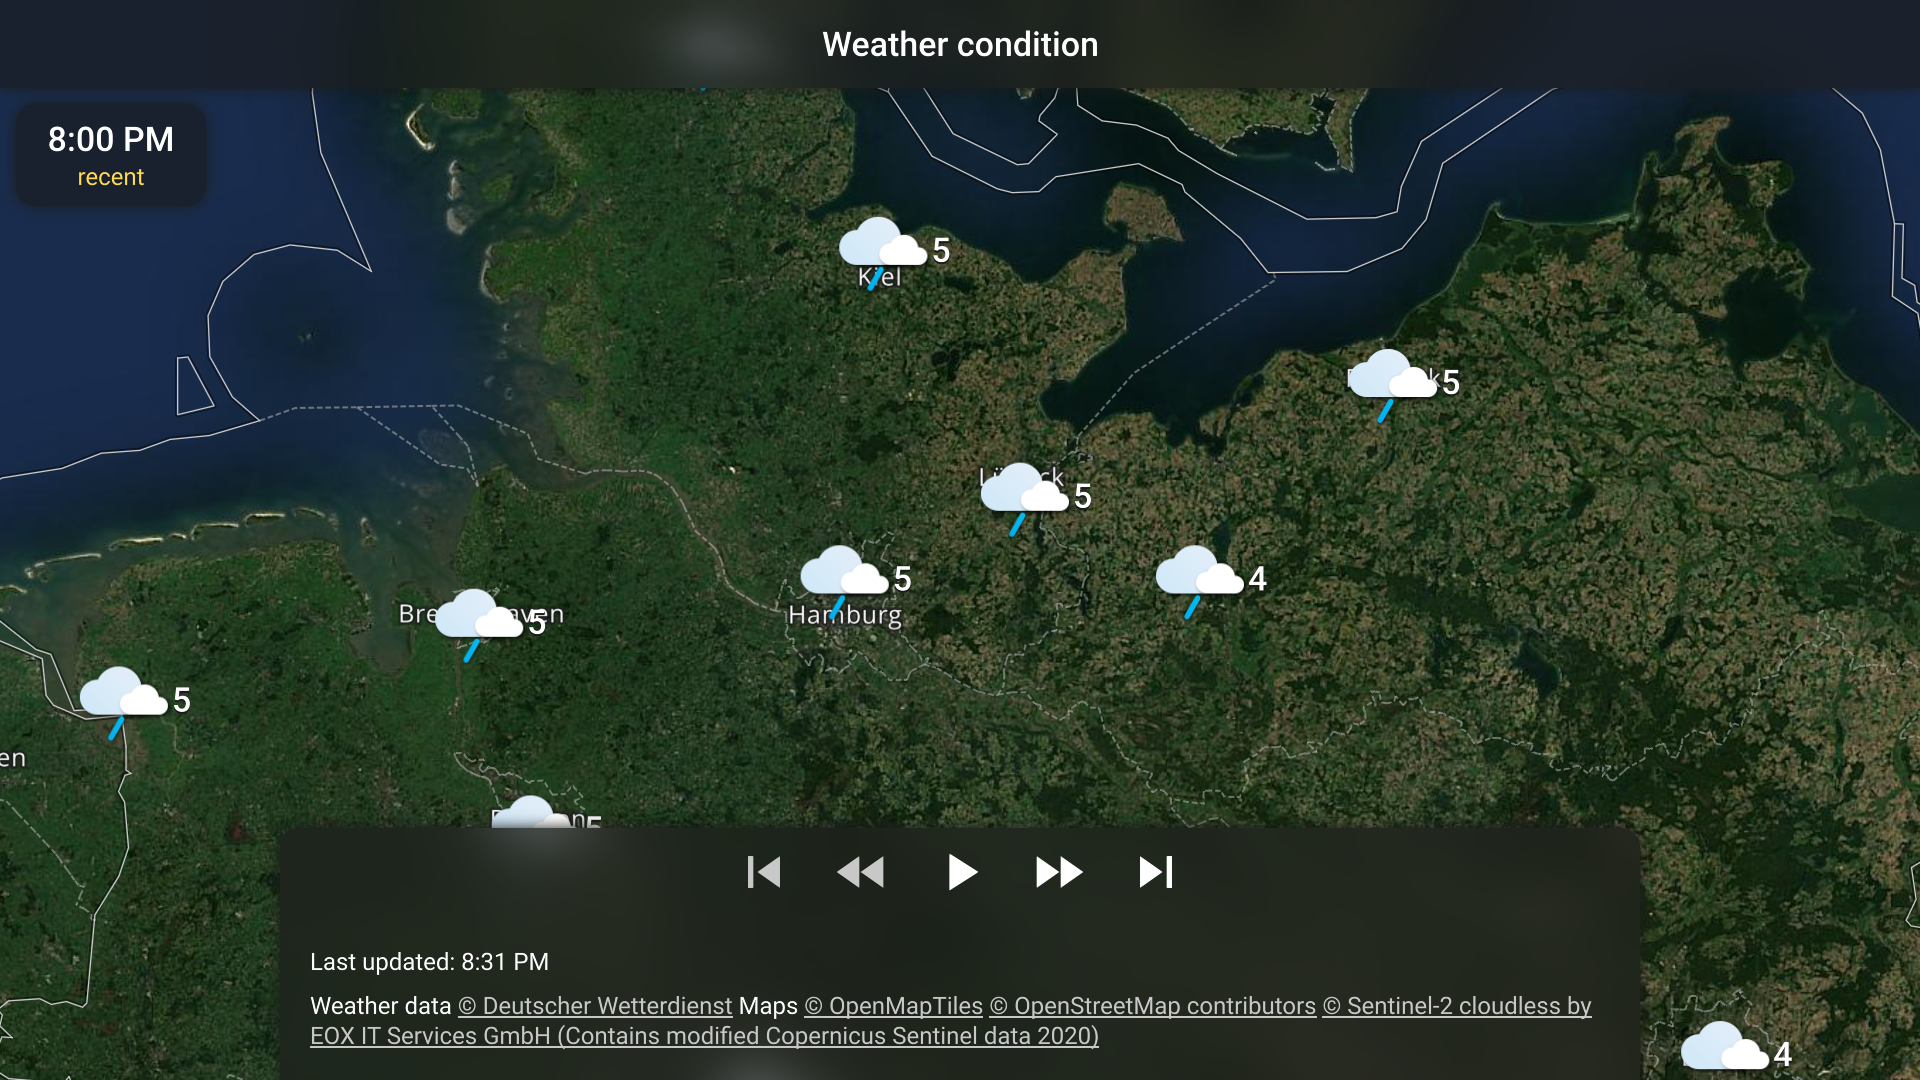 Weather condition
8:00 PM
recent
5
Kiel
5
5
5
Hamburg
4
5
5
en
5
Last updated: 8:31 PM
Weather data © Deutscher Wetterdienst Maps © OpenMapTiles © OpenStreetMap contributors © Sentinel-2 cloudless by
EOX IT Services GmbH (Contains modified Copernicus Sentinel data 2020)
4